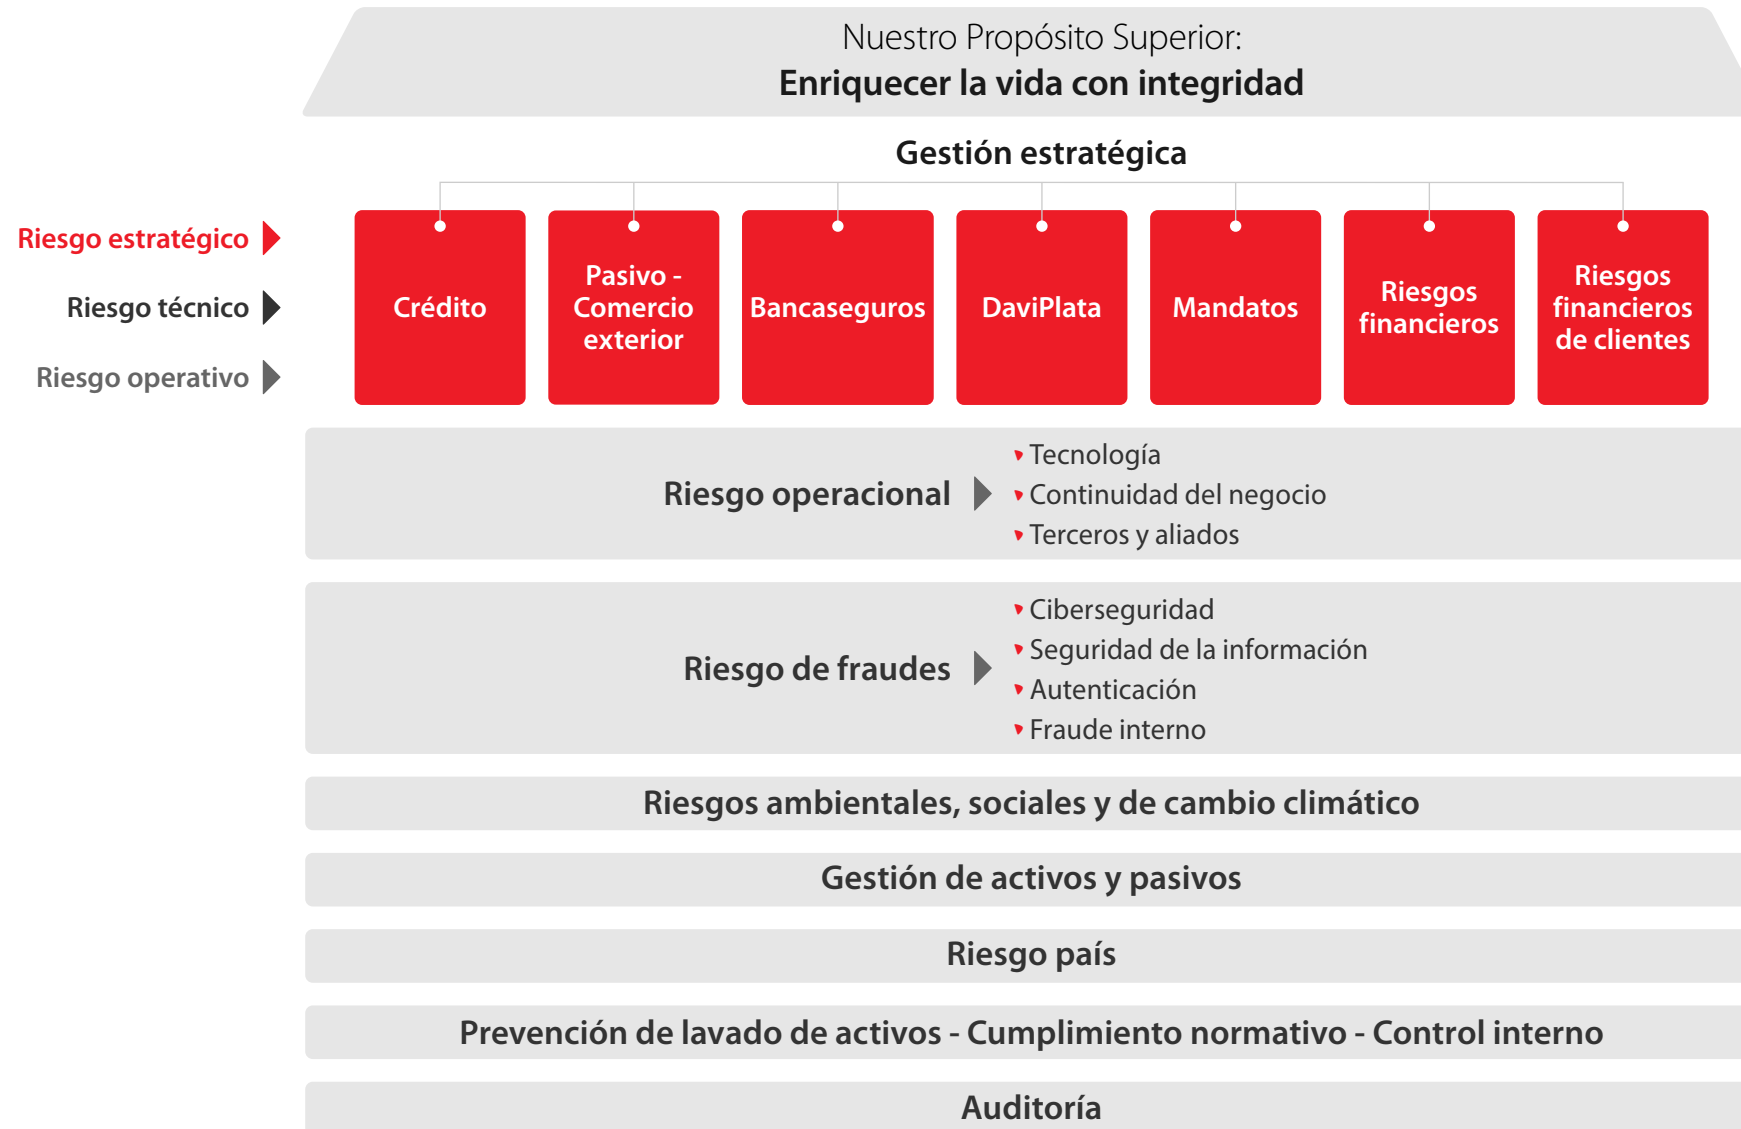 Nuestro Propósito Superior:
Enriquecer la vida con integridad
Gestión estratégica
Riesgo estratégico
Riesgo técnico
Riesgo operativo
Crédito
Pasivo -
Comercio
exterior
Bancaseguros
DaviPlata
Mandatos
Riesgos
financieros
Riesgos
financieros
de clientes
Riesgo operacional
Tecnología
Continuidad del negocio
Terceros y aliados
Riesgo de fraudes
Ciberseguridad
Seguridad de la información
Autenticación
Fraude interno
Riesgos ambientales, sociales y de cambio climático
Gestión de activos y pasivos
Riesgo país
Prevención de lavado de activos - Cumplimiento normativo - Control interno
Auditoría